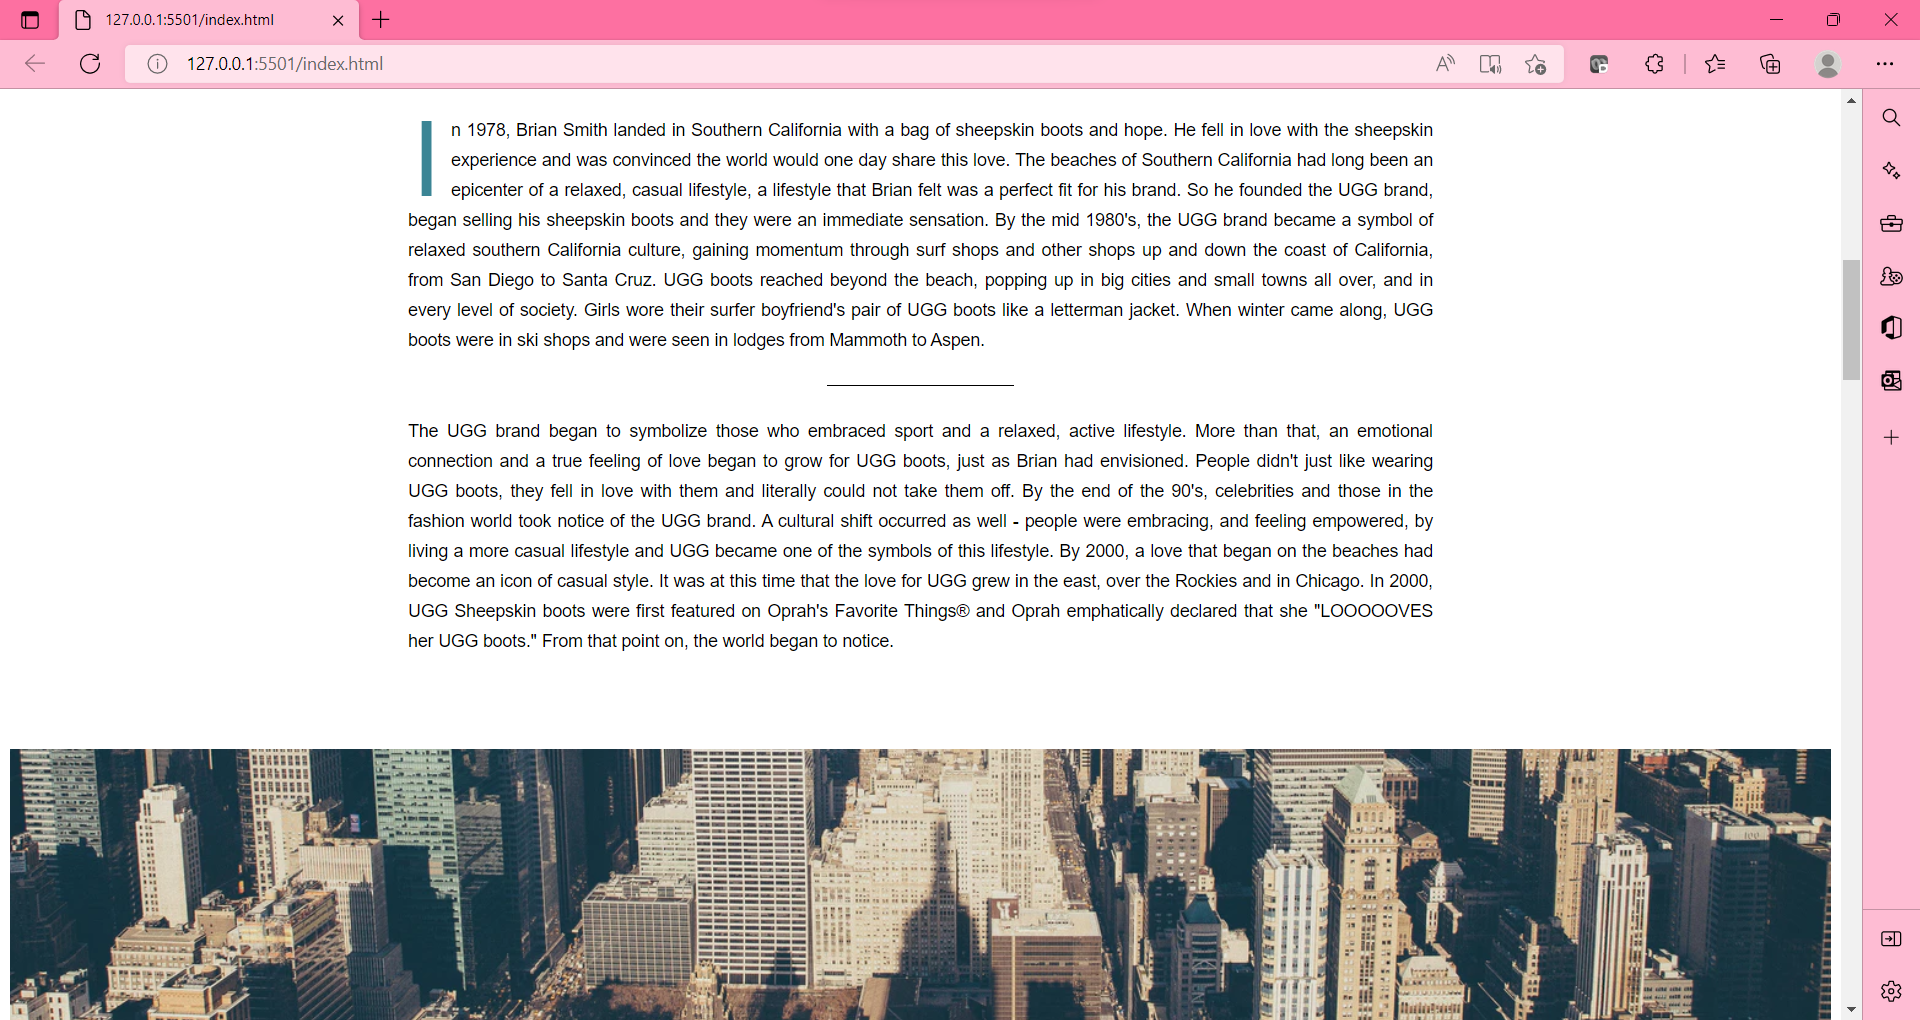 127.0.0.1:5501/index.html
127.0.0.1:5501/index.html
In 1978, Brian Smith landed in Southern California with a bag of sheepskin boots and hope. He fell in love with the sheepskin
experience and was convinced the world would one day share this love. The beaches of Southern California had long been an
epicenter of a relaxed, casual lifestyle, a lifestyle that Brian felt was a perfect fit for his brand. So he founded the UGG brand,
began selling his sheepskin boots and they were an immediate sensation. By the mid 1980's, the UGG brand became a symbol of
relaxed southern California culture, gaining momentum through surf shops and other shops up and down the coast of California,
from San Diego to Santa Cruz. UGG boots reached beyond the beach, popping up in big cities and small towns all over, and in
every level of society. Girls wore their surfer boyfriend's pair of UGG boots like a letterman jacket. When winter came along, UGG
boots were in ski shops and were seen in lodges from Mammoth to Aspen.
The UGG brand began to symbolize those who embraced sport and a relaxed, active lifestyle. More than that, an emotional
connection and a true feeling of love began to grow for UGG boots, just as Brian had envisioned. People didn't just like wearing
UGG boots, they fell in love with them and literally could not take them off. By the end of the 90's, celebrities and those in the
fashion world took notice of the UGG brand. A cultural shift occurred as well - people were embracing, and feeling empowered, by
living a more casual lifestyle and UGG became one of the symbols of this lifestyle. By 2000, a love that began on the beaches had
become an icon of casual style. It was at this time that the love for UGG grew in the east, over the Rockies and in Chicago. In 2000,
UGG Sheepskin boots were first featured on Oprah's Favorite Things® and Oprah emphatically declared that she "LOOOOOVES
her UGG boots." From that point on, the world began to notice.